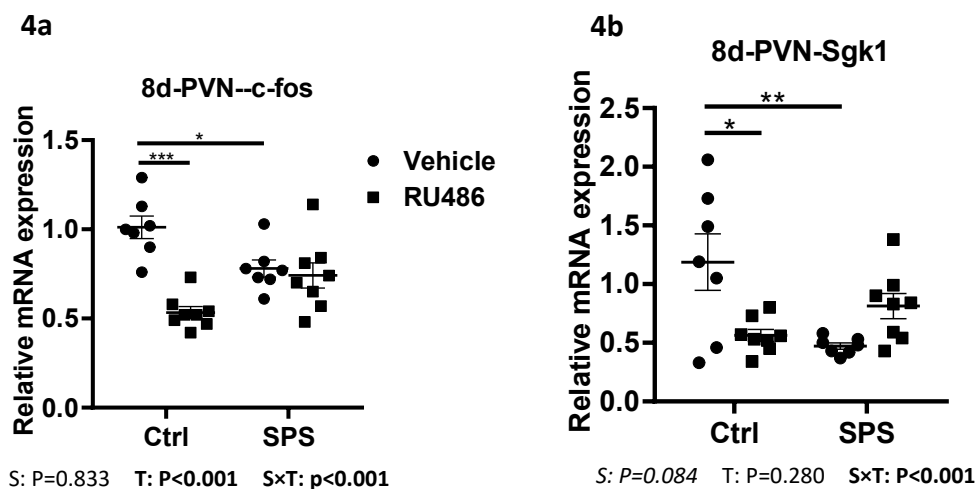 4a
8d-PVN--c-fos
Relative mRNA expression
1.5
1.0
0.5
0.0
*
***
Ctrl
SPS
Vehicle
RU486
S: P=0.833 T: P<0.001 S×T: p<0.001
4b
8d-PVN-Sgk1
Relative mRNA expression
2.5
2.0
1.5
1.0
0.5
0.0
**
*
Ctrl
SPS
S: P=0.084 T: P=0.280 S×T: P<0.001